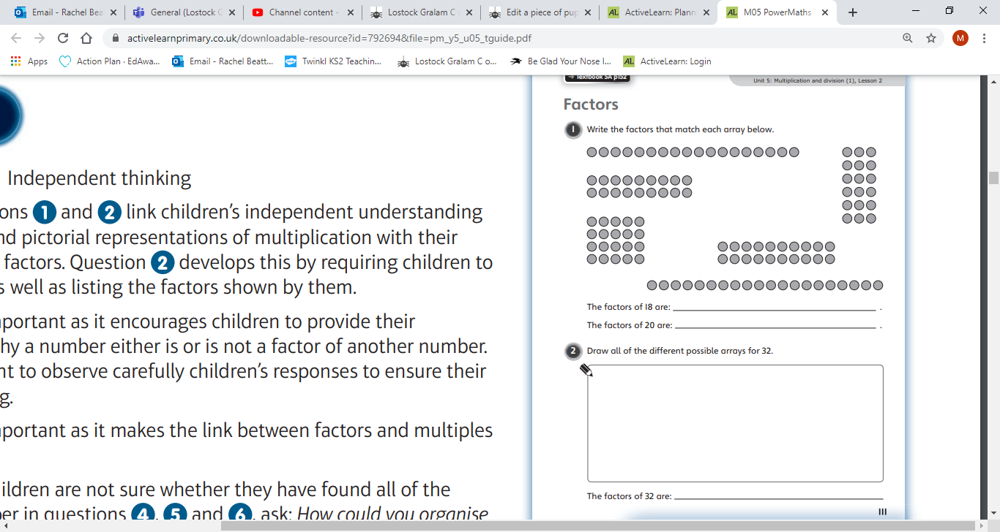 Email - Rachel Bea
General (Lostock G
Channel content -
Lostock Gralam C
Edit a piece of pup
ActiveLearn: Plann
M05 PowerMaths
activelearnprimary.co.uk/downloadable-resource?id=792694&file=pm_y5_u05_tguide.pdf
M
Apps
Action Plan · EdAwa...
Email - Rachel Beatt...
Twinkl KS2 Teachin...
Lostock Gralam C o...
Be Glad Your Nose I...
ActiveLearn: Login
Independent thinking
ons 1 and 2 link children's independent understanding
nd pictorial representations of multiplication with their
factors. Question 2 develops this by requiring children to
s well as listing the factors shown by them.
nportant as it encourages children to provide their
hy a number either is or is not a factor of another number.
nt to observe carefully children's responses to ensure their
g.
nportant as it makes the link between factors and multiples
ildren are not sure whether they have found all of the
per in questions 4, 5 and 6, ask: How could you organise
→ Textbook 5A p152
Unit 5: Multiplication and division (1), Lesson 2
Factors
1 Write the factors that match each array below.
The factors of 18 are: .
The factors of 20 are: .
2 Draw all of the different possible arrays for 32.
The factors of 32 are:
111